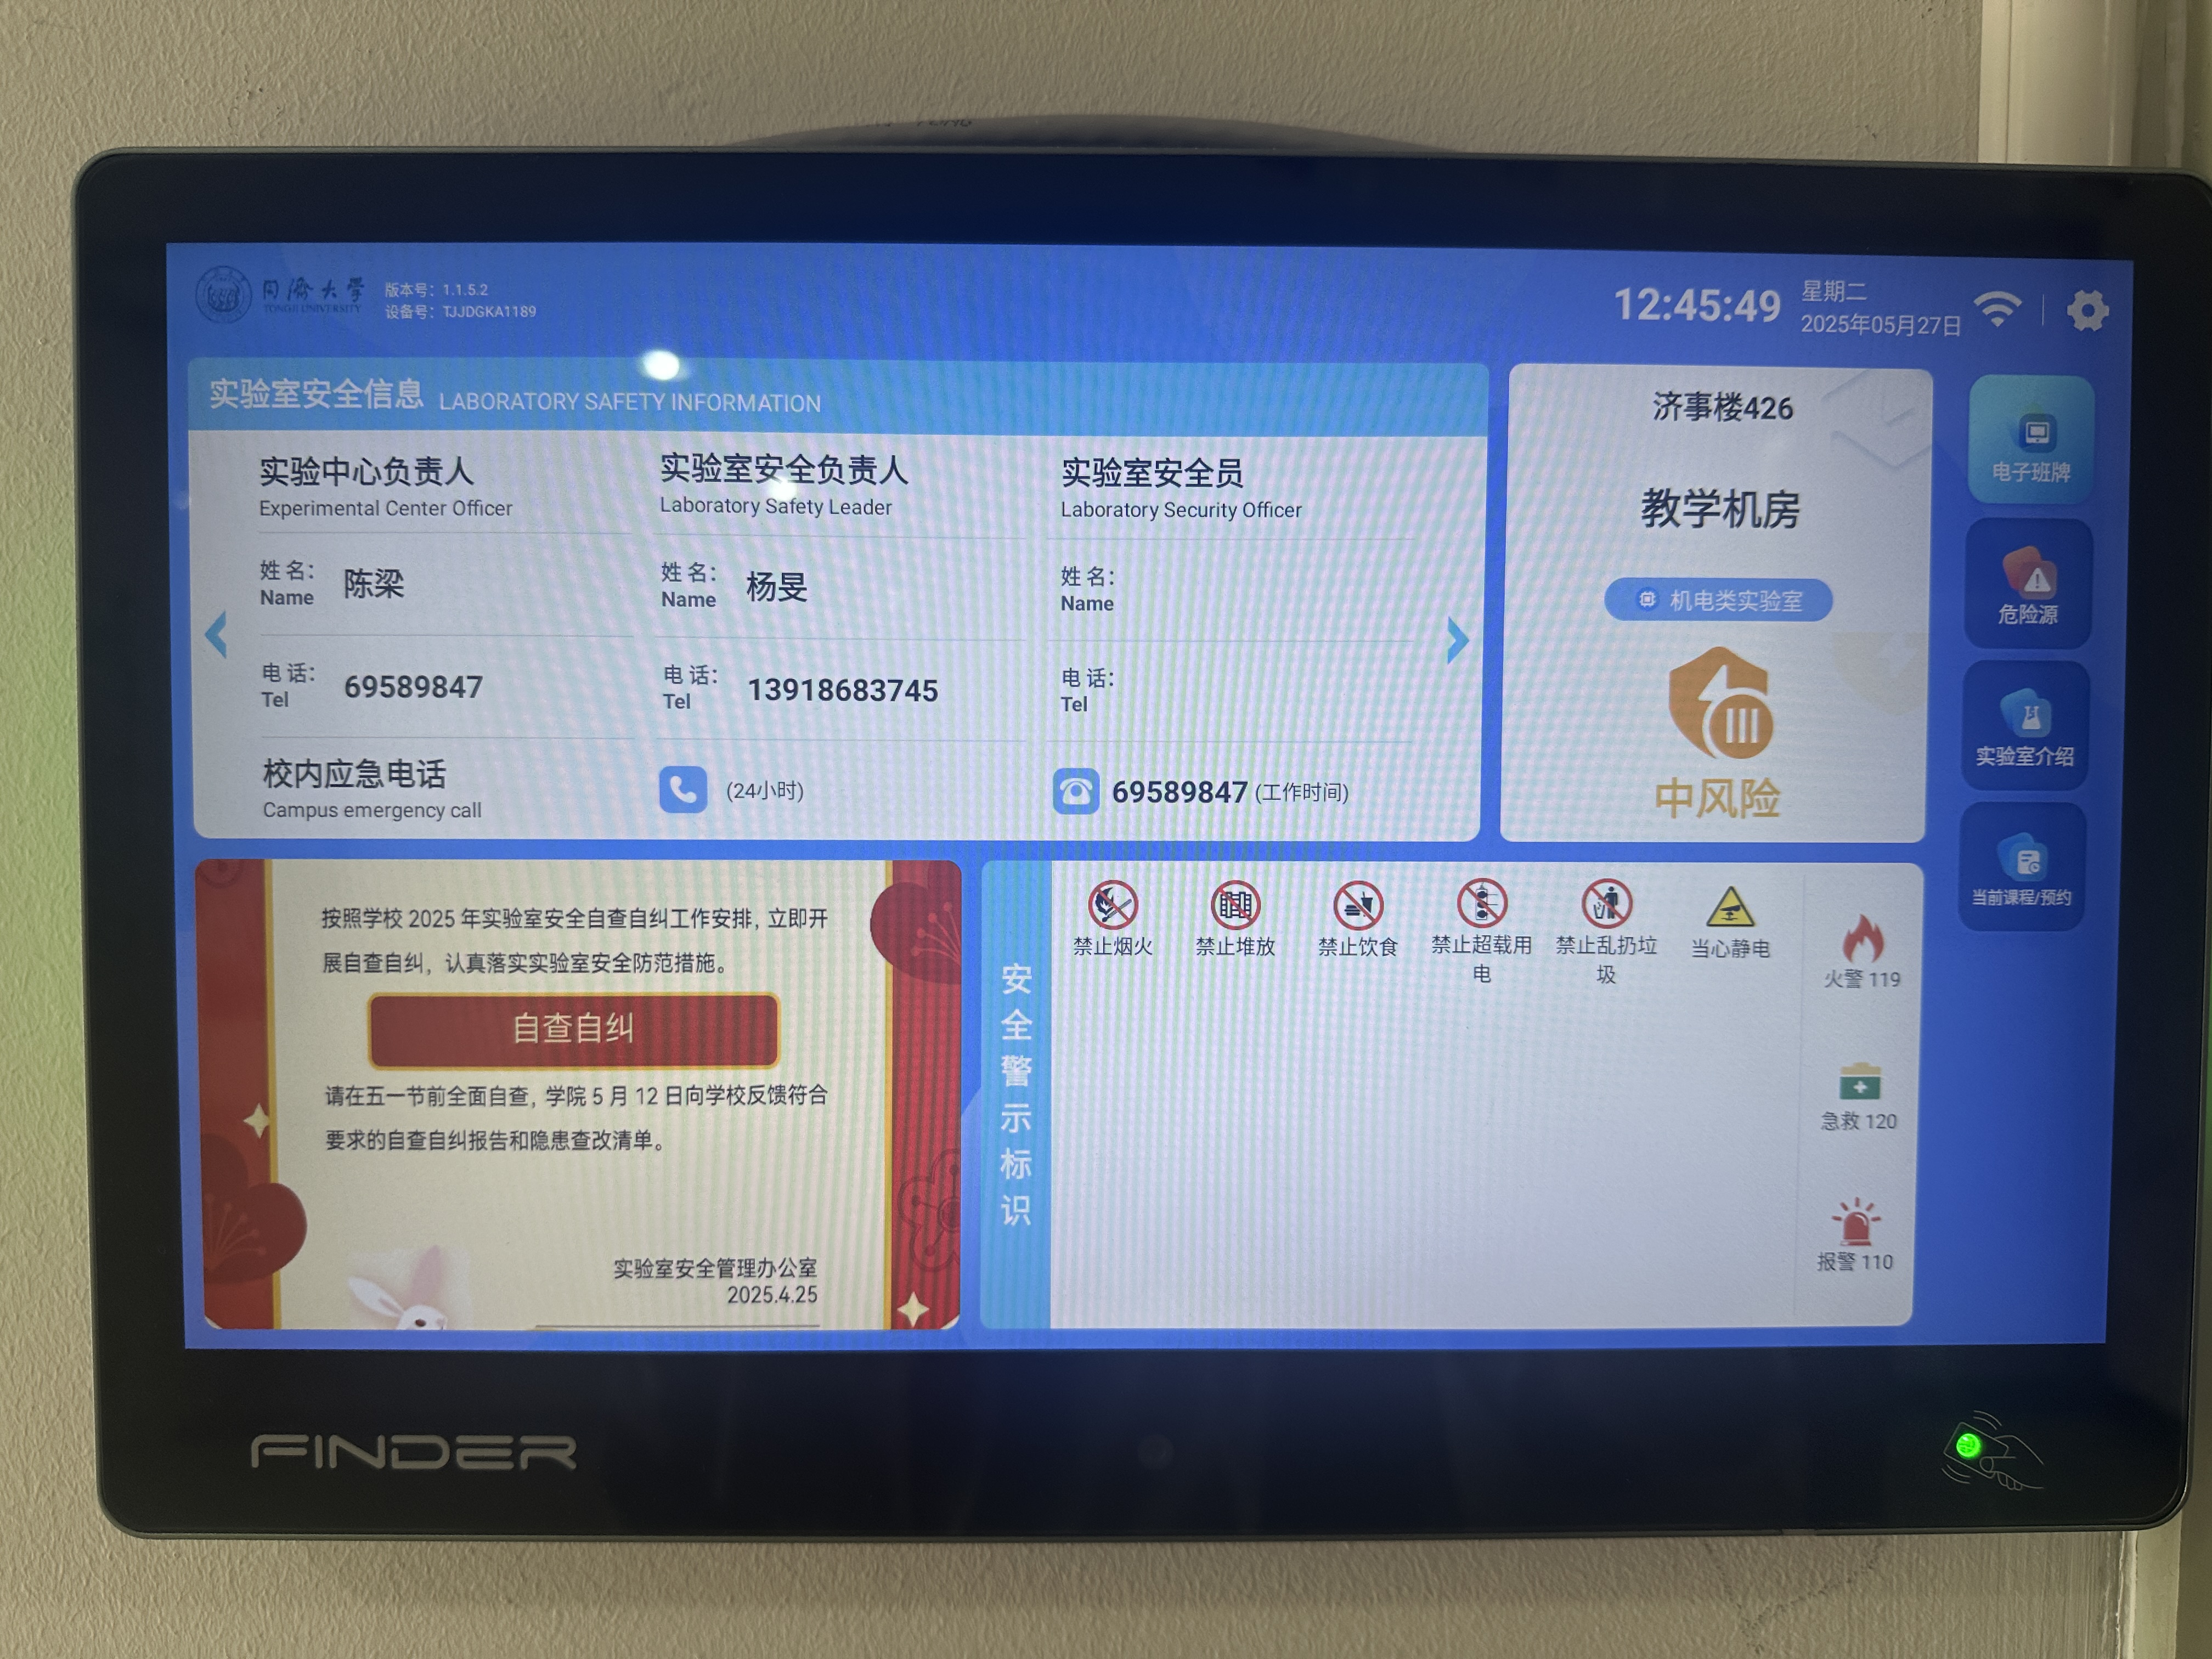 同濟大學
TONGJI UNIVERSITY
版本号：1.1.5.2
设备号：TJJDGKA1189
12:45:49
星期二
2025年05月27日
实验室安全信息 LABORATORY SAFETY INFORMATION
实验中心负责人
Experimental Center Officer
姓 名：
Name
陈梁
电 话：
Tel
69589847
实验室安全负责人
Laboratory Safety Leader
姓 名：
Name
杨旻
电 话：
Tel
13918683745
实验室安全员
Laboratory Security Officer
姓 名：
Name
电 话：
Tel
校内应急电话
Campus emergency call
(24小时)
69589847 (工作时间)
济事楼426
教学机房
机电类实验室
III
中风险
电子班牌
危险源
实验室介绍
当前课程/预约
按照学校 2025 年实验室安全自查自纠工作安排，立即开
展自查自纠，认真落实实验室安全防范措施。
自查自纠
请在五一节前全面自查，学院 5 月 12 日向学校反馈符合
要求的自查自纠报告和隐患查改清单。
实验室安全管理办公室
2025.4.25
安全警示标识
禁止烟火
禁止堆放
禁止饮食
禁止超载用
电
禁止乱扔垃
圾
当心静电
火警 119
急救 120
报警 110
FINDER